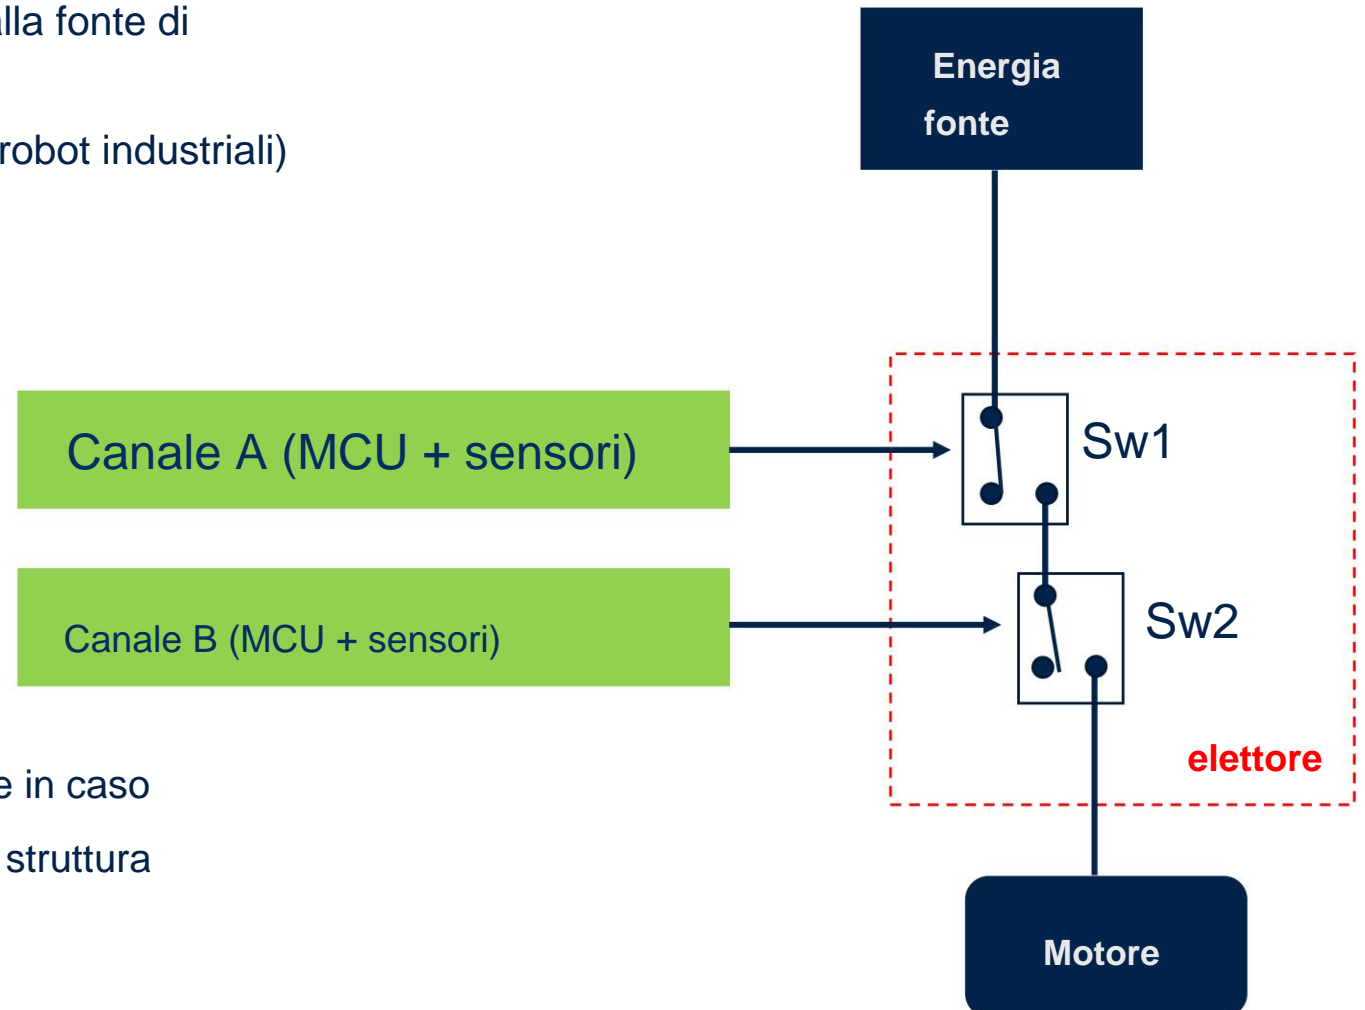 alla fonte di
Energia
fonte
robot industriali)
Canale A (MCU + sensori)
Sw1
Canale B (MCU + sensori)
Sw2
elettore
e in caso
struttura
Motore